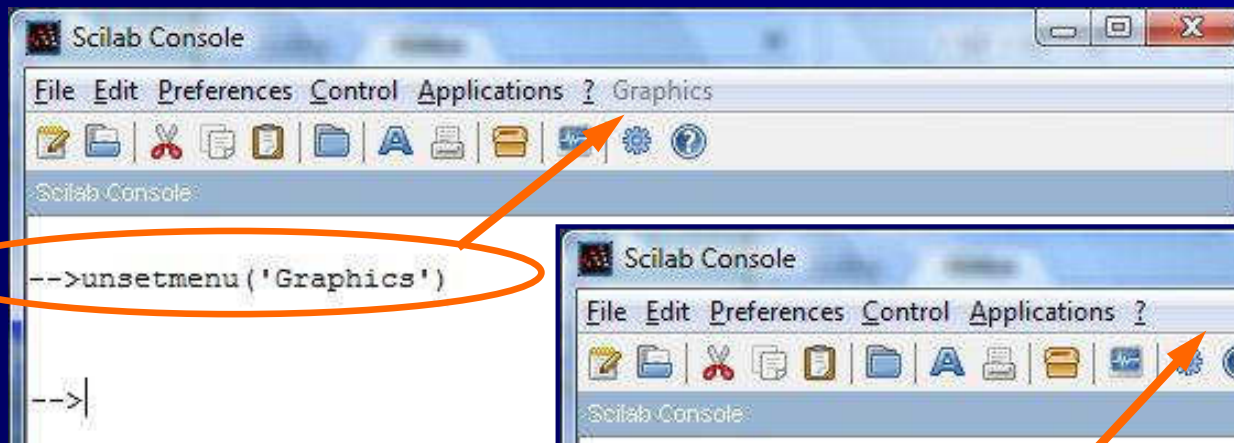 Scilab Console
File Edit Preferences Control Applications ? Graphics
Scilab Console
-->unsetmenu('Graphics')
-->
Scilab Console
File Edit Preferences Control Applications ?
Scilab Console